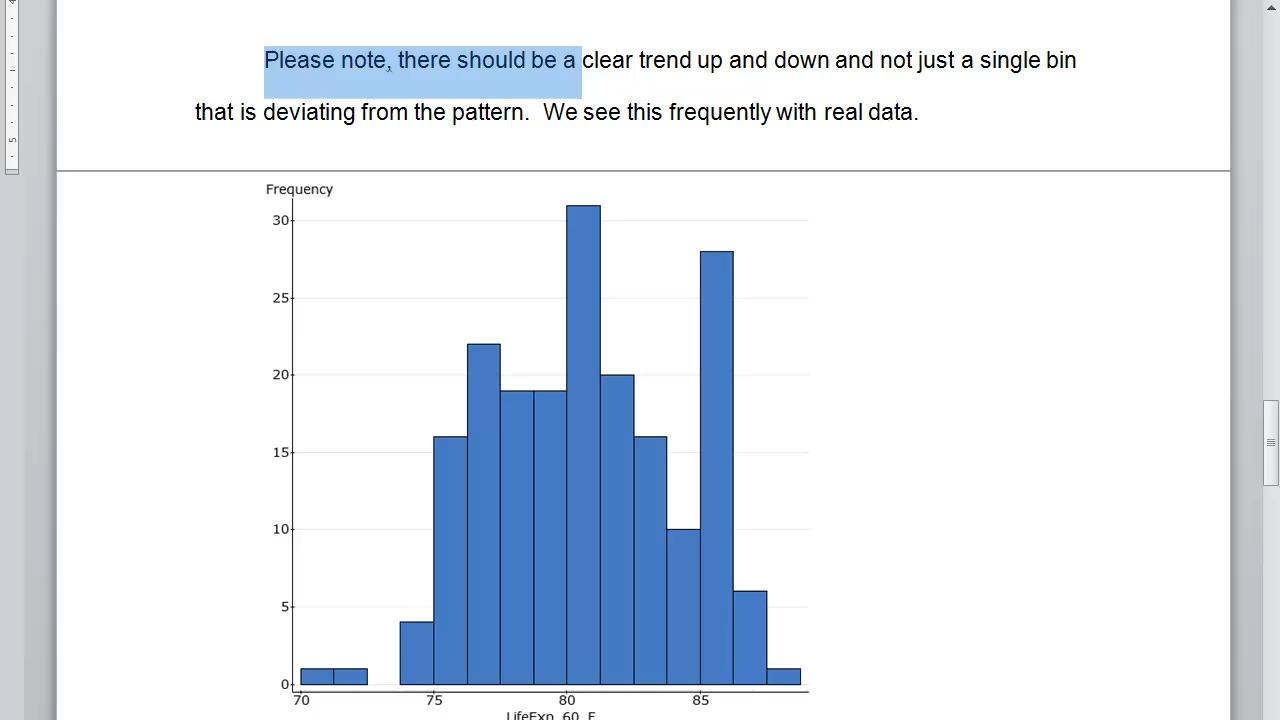 Please note, there should be a clear trend up and down and not just a single bin
that is deviating from the pattern.  We see this frequently with real data.
Frequency
30
25
20
15
10
5
0
70 75 80 85
LifeExp_60_F